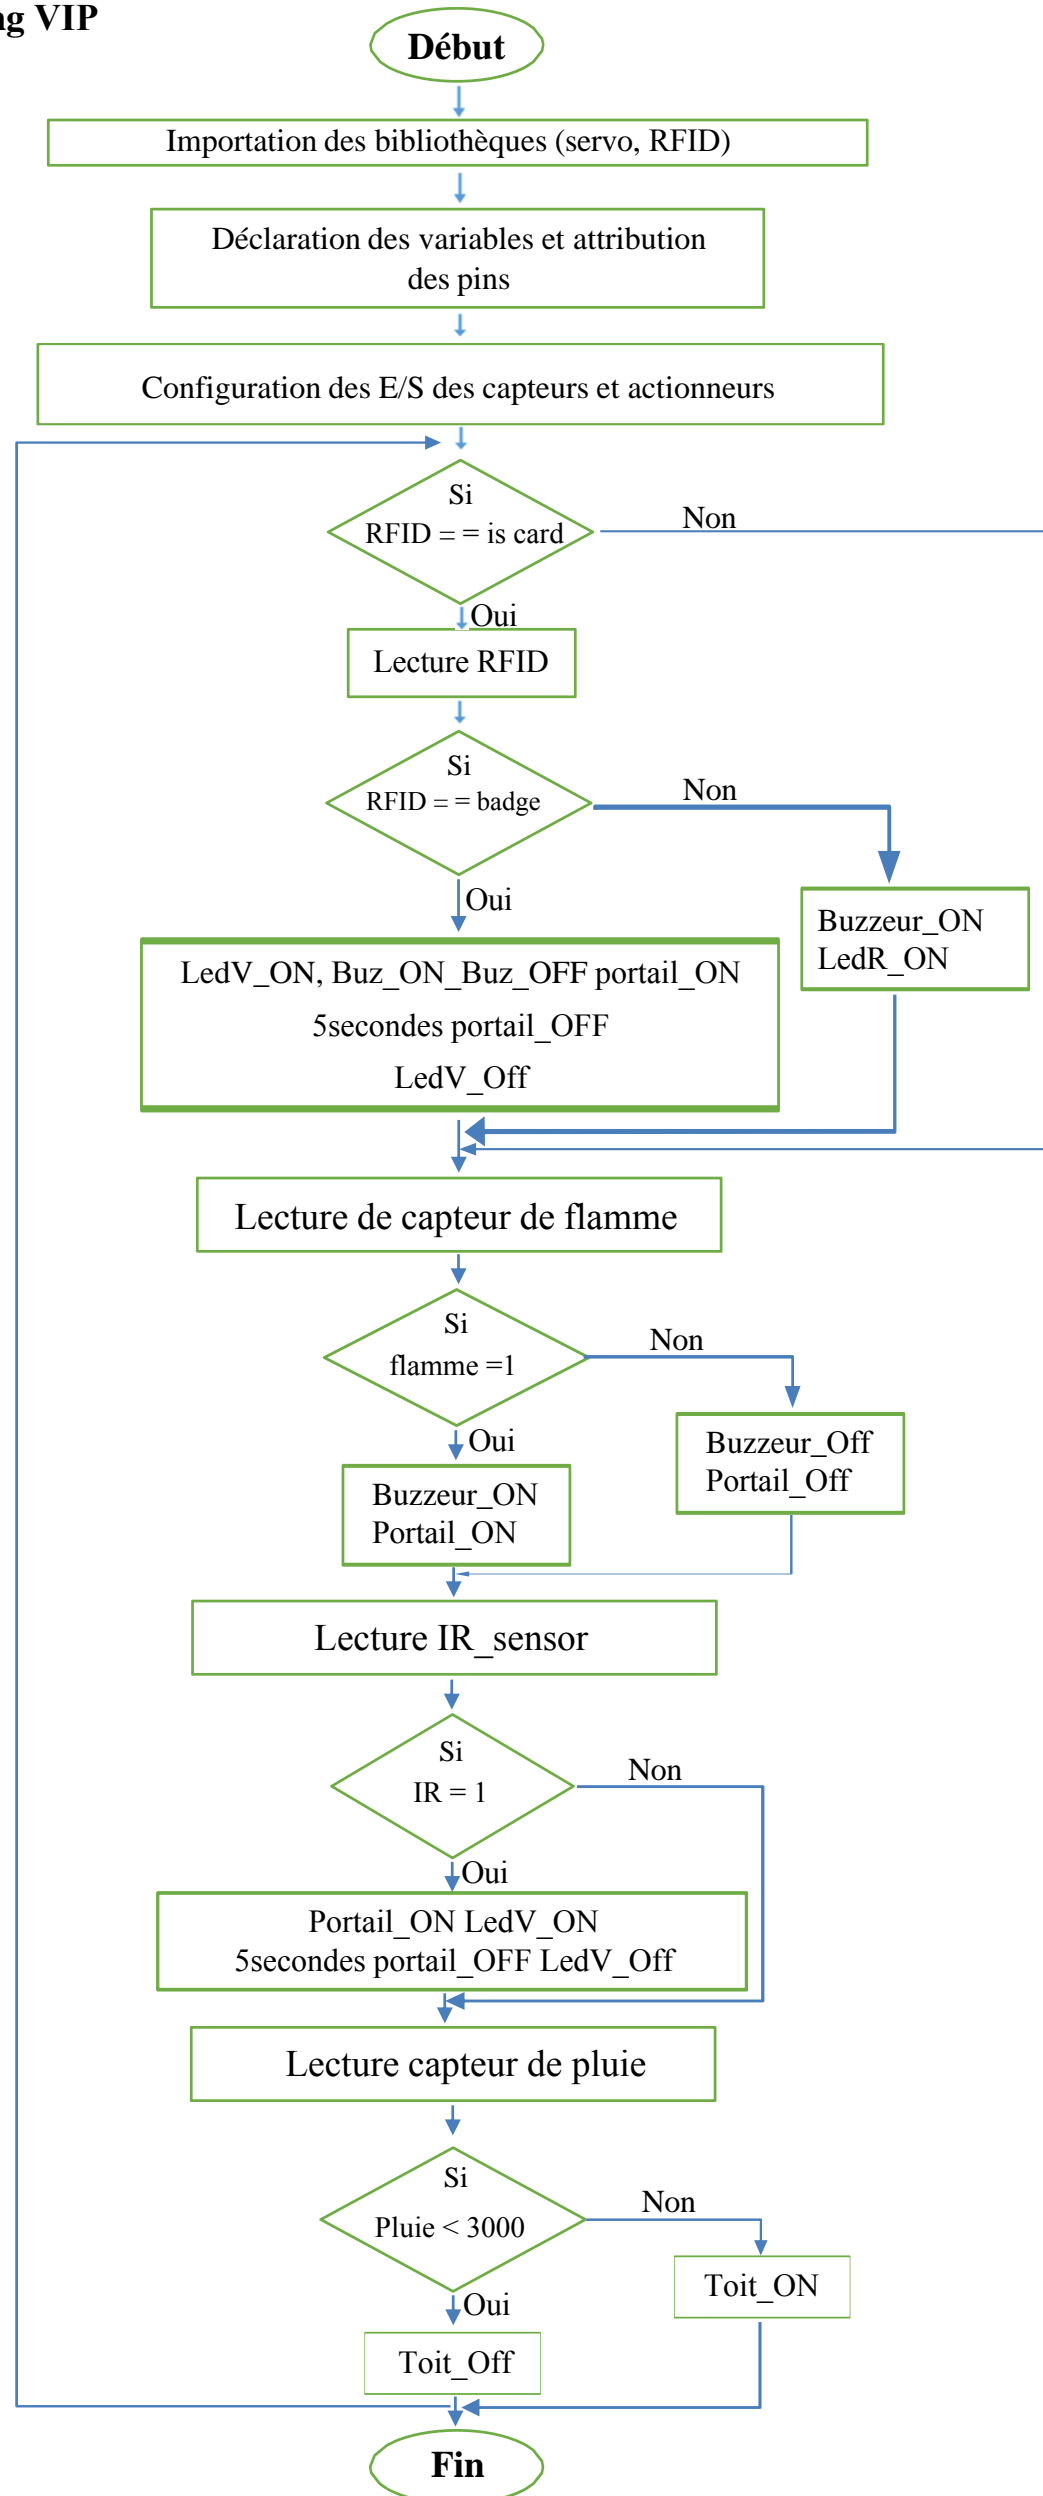 ng VIP
Début
Importation des bibliothèques (servo, RFID)
Déclaration des variables et attribution
des pins
Configuration des E/S des capteurs et actionneurs
Si
RFID = = is card
Non
Oui
Lecture RFID
Si
RFID = = badge
Non
Oui
Buzzeur_ON
LedR_ON
LedV_ON, Buz_ON_Buz_OFF portail_ON
5secondes portail_OFF
LedV_Off
Lecture de capteur de flamme
Si
flamme =1
Non
Oui
Buzzeur_Off
Portail_Off
Buzzeur_ON
Portail_ON
Lecture IR_sensor
Si
IR = 1
Non
Oui
Portail_ON LedV_ON
5secondes portail_OFF LedV_Off
Lecture capteur de pluie
Si
Pluie < 3000
Non
Toit_ON
Oui
Toit_Off
Fin